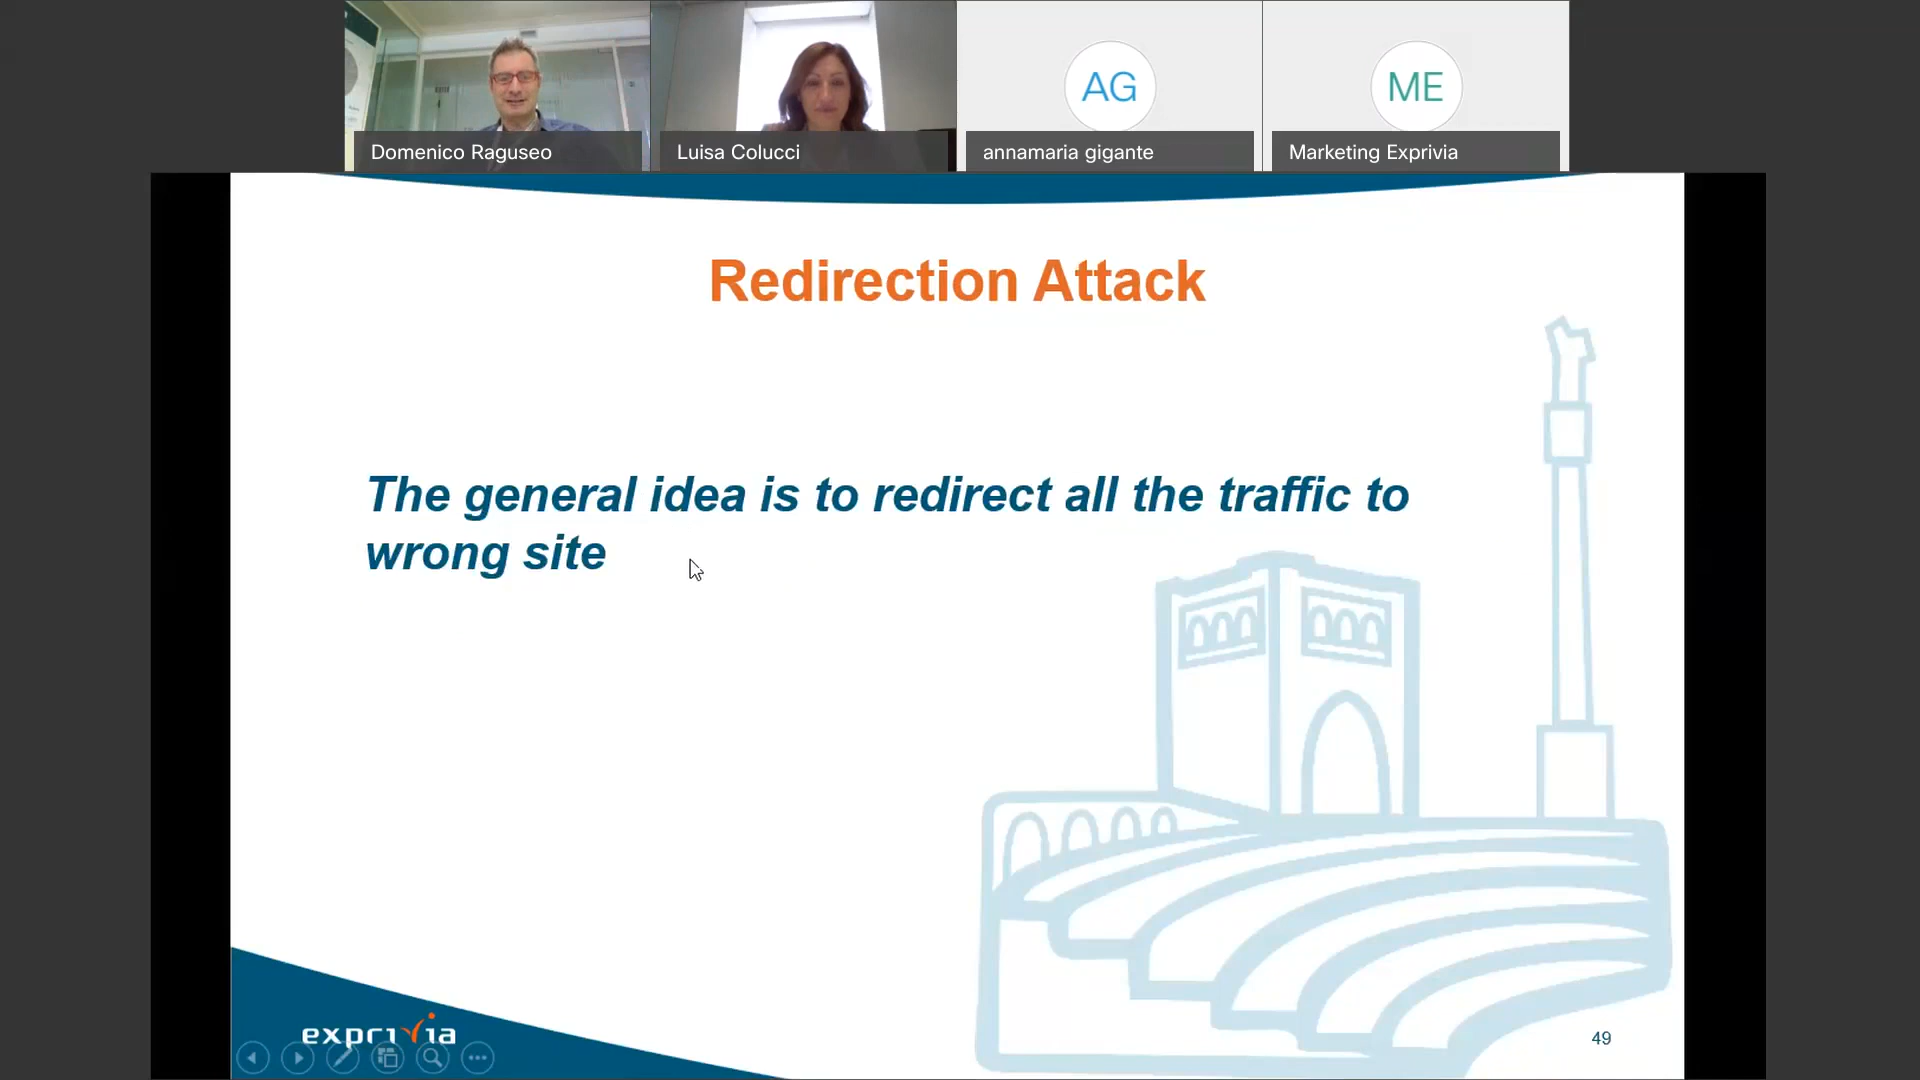 Domenico Raguseo
Luisa Colucci
AG
annamaria gigante
ME
Marketing Exprivia
Redirection Attack
The general idea is to redirect all the traffic to
wrong site
exprivia
49